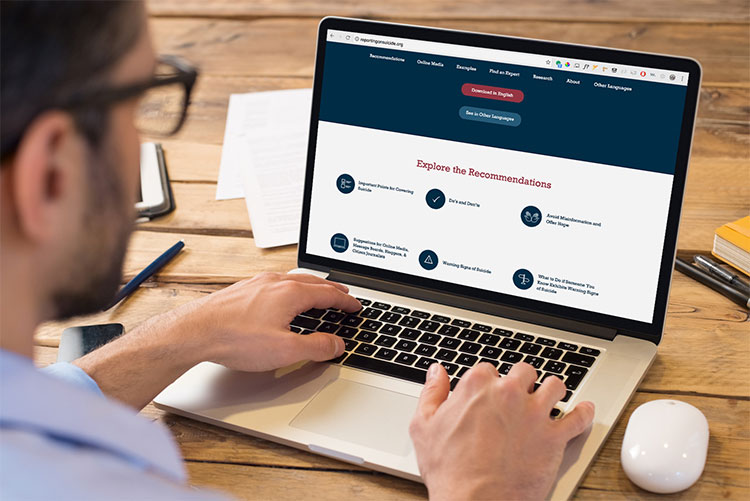 reportingonsuicide.org
Recommendations Online Media Examples Find an Expert Research About Other Languages
Download in English
See in Other Languages
Explore the Recommendations
Important Points for Covering
Suicide
Do's and Don'ts
Avoid Misinformation and
Offer Hope
Suggestions for Online Media,
Message Boards, Bloggers, &
Citizen Journalists
Warning Signs of Suicide
What to Do if Someone You
Know Exhibits Warning Signs
of Suicide